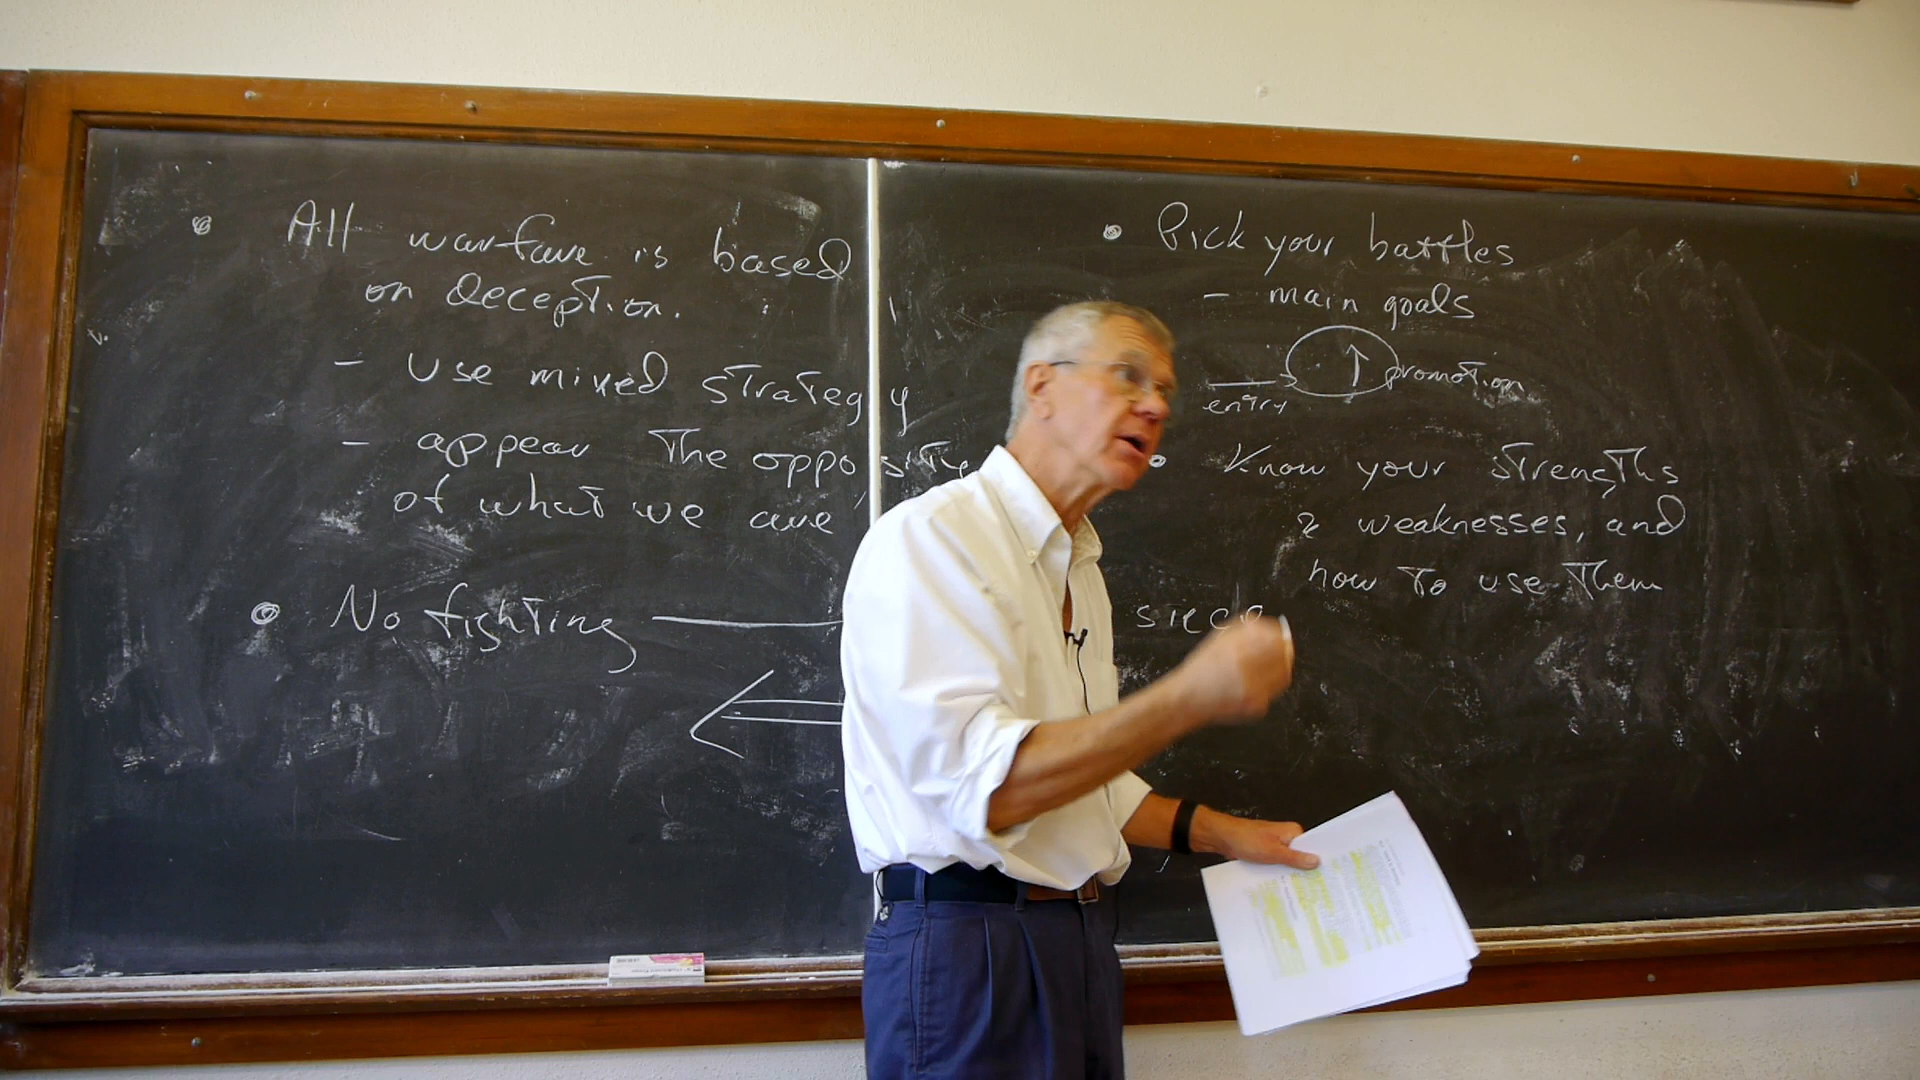 All warfare is based
on deception.
- use mixed strategy
- appear the opposite
of what we are
No fighting
Pick your battles
- main goals
promotion
entry
Know your strengths
& weaknesses, and
how to use them
siege